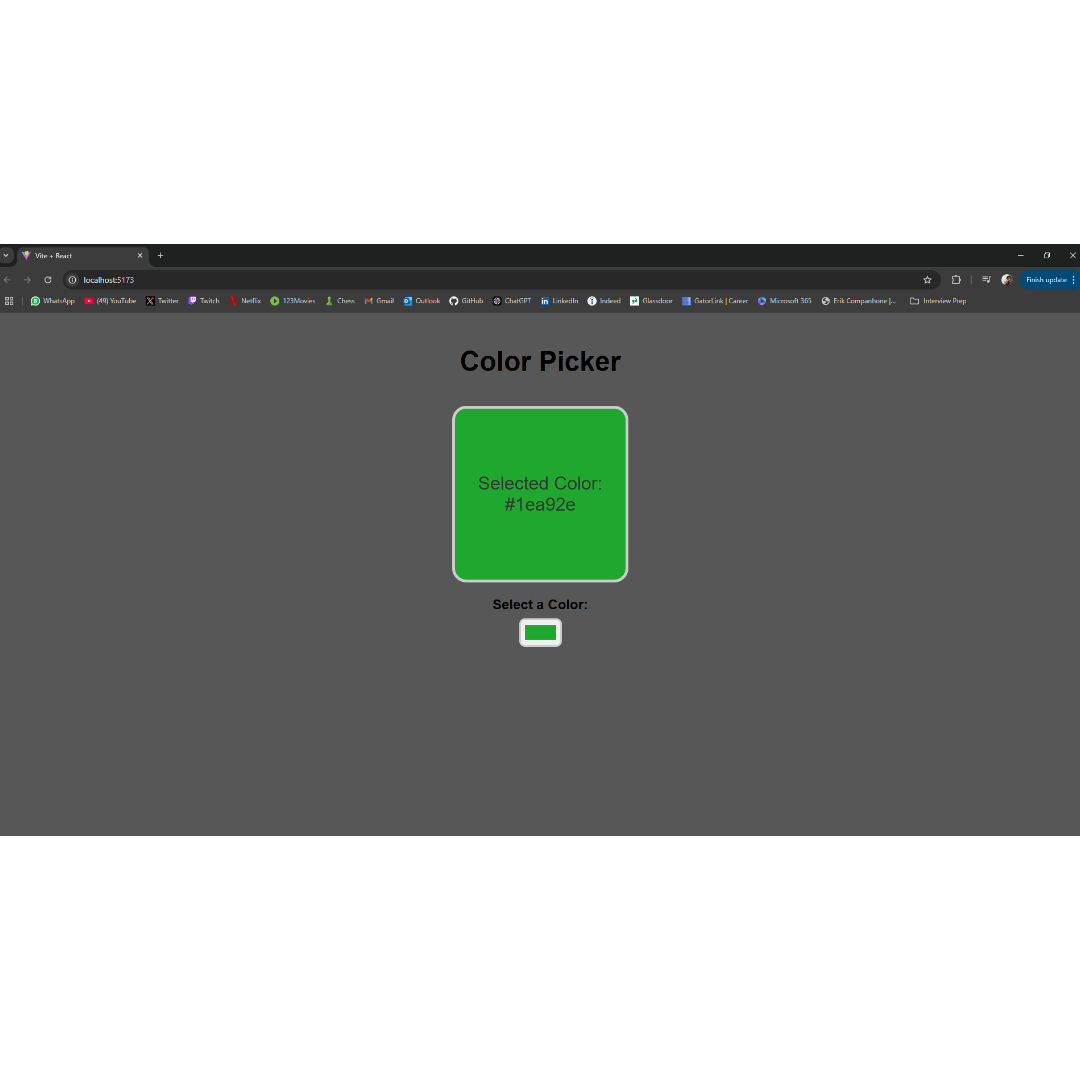 Vite + React
localhost:5173
Finish update
WhatsApp (49) YouTube Twitter Twitch Netflix 123Movies Chess Gmail Outlook GitHub ChatGPT LinkedIn Indeed Glassdoor GatorLink | Career Microsoft 365 Erik Companhone |... Interview Prep
Color Picker
Selected Color:
#1ea92e
Select a Color: